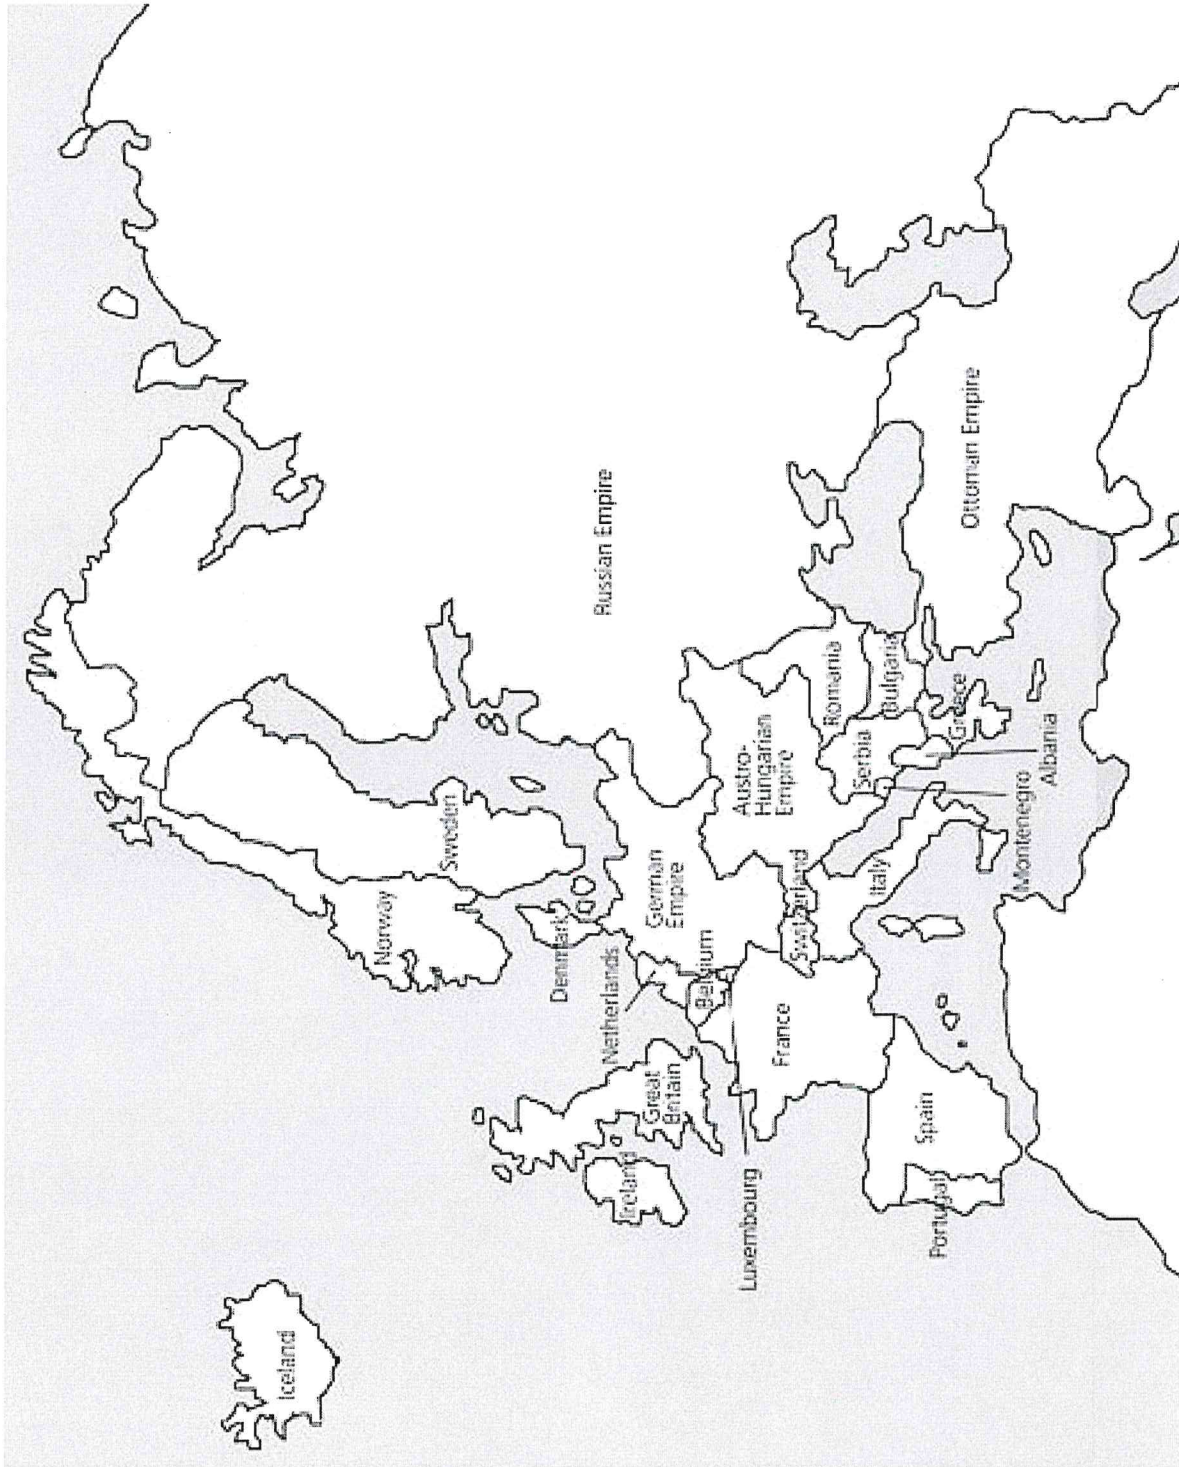 Iceland
Norway
Sweden
Denmark
Russian Empire
Ireland
Great
Britain
Netherlands
Belgium
German
Empire
Luxembourg
France
Switzerland
Austro-
Hungarian
Empire
Portugal
Spain
Italy
Serbia
Romania
Bulgaria
Greece
Montenegro
Albania
Ottoman Empire